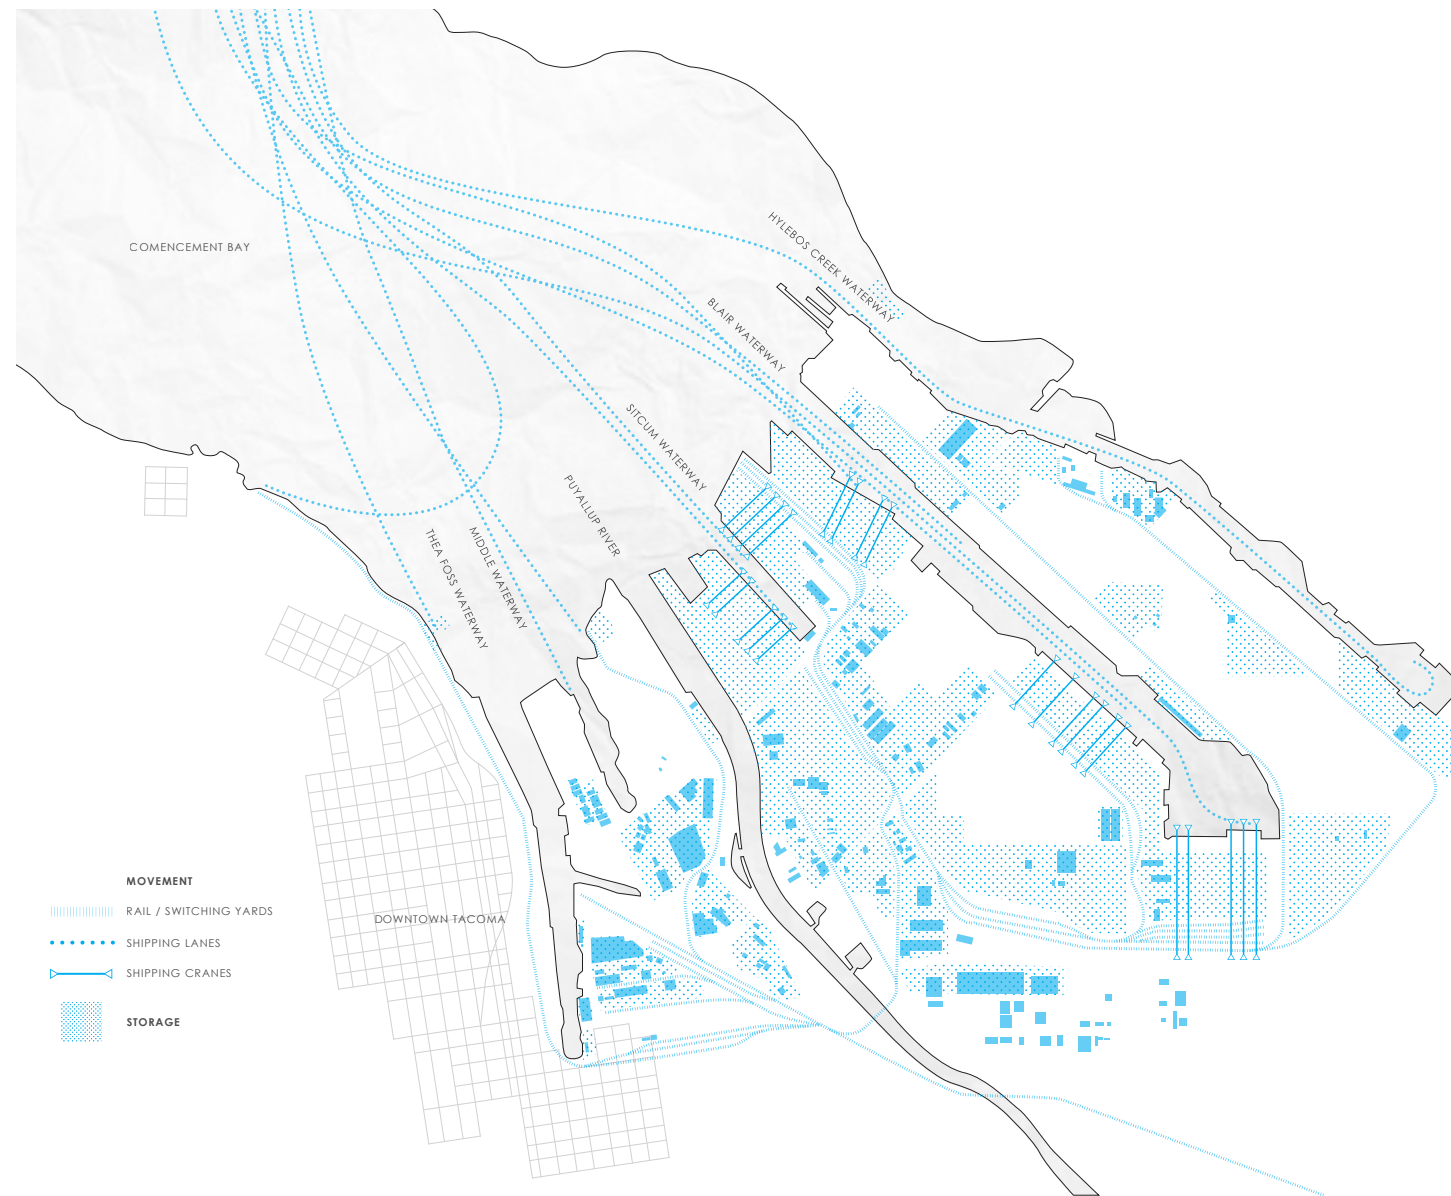 HYLEBOS CREEK WATERWAY
COMENCEMENT BAY
BLAIR WATERWAY
SITCUM WATERWAY
PUYALLUP RIVER
MIDDLE WATERWAY
THEA FOSS WATERWAY
DOWNTOWN TACOMA
MOVEMENT
RAIL / SWITCHING YARDS
SHIPPING LANES
SHIPPING CRANES
STORAGE